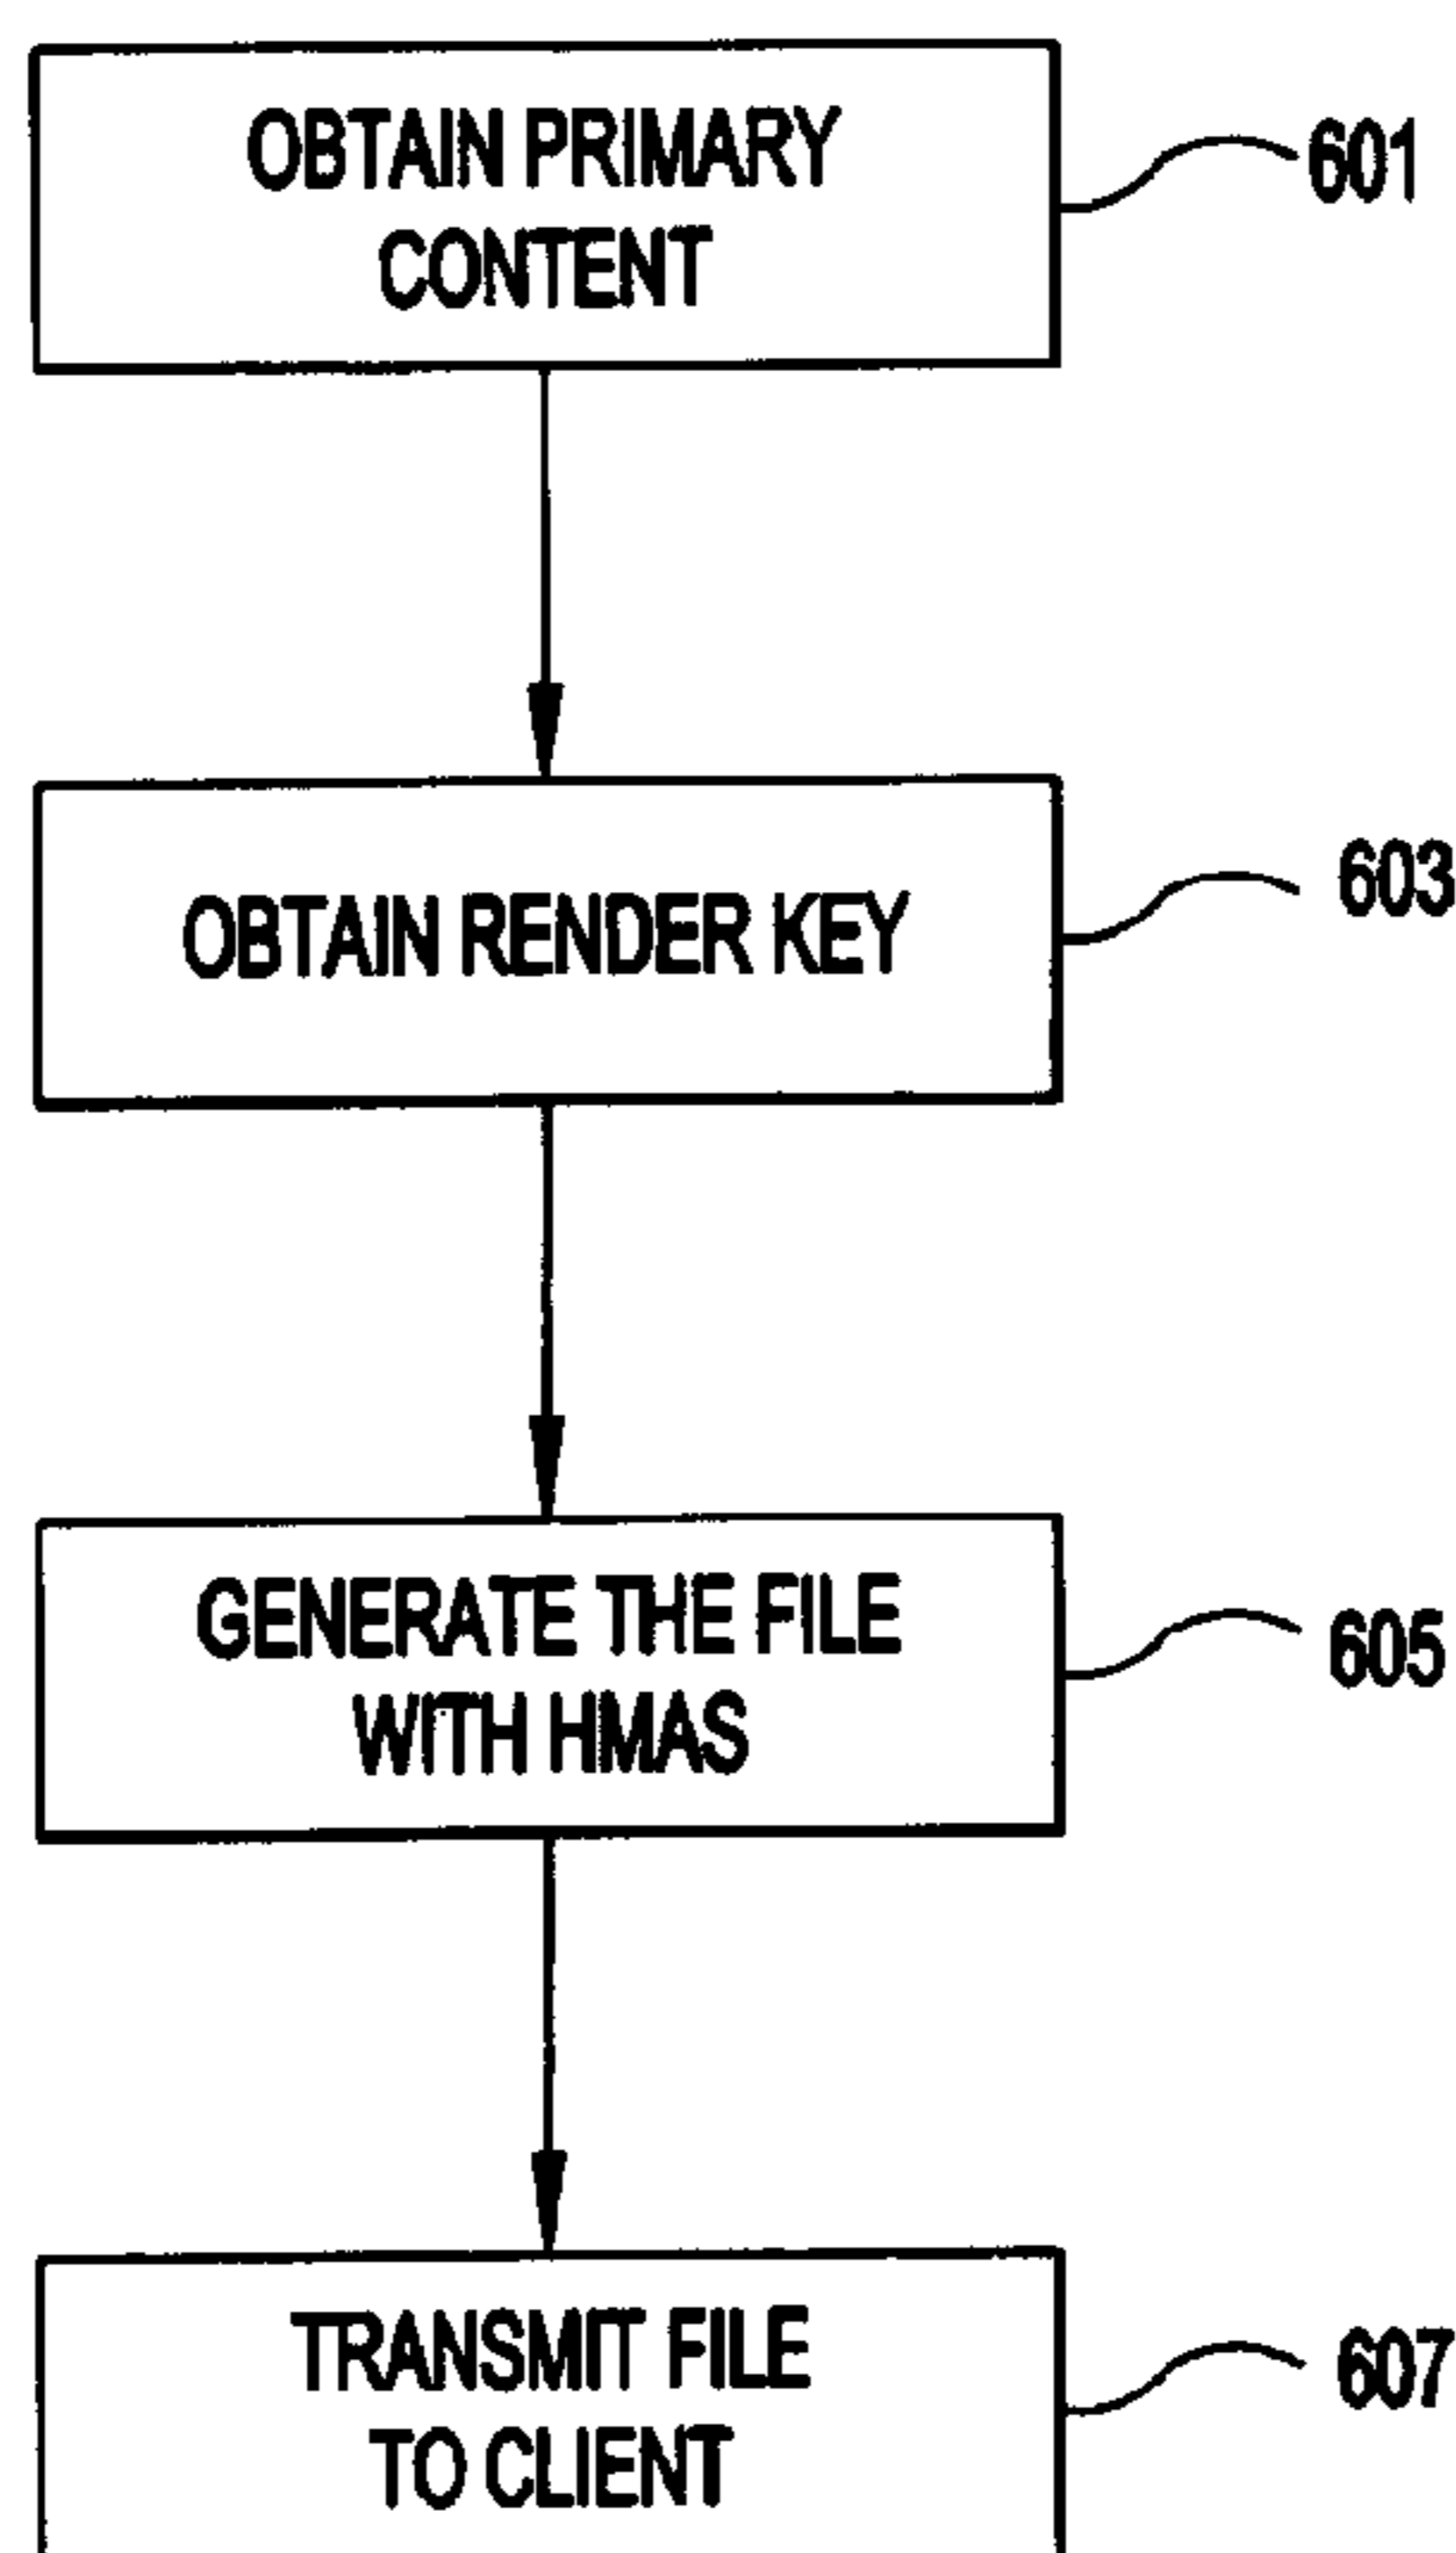 OBTAIN PRIMARY
CONTENT
601
OBTAIN RENDER KEY
603
GENERATE THE FILE
WITH HMAS
605
TRANSMIT FILE
TO CLIENT
607